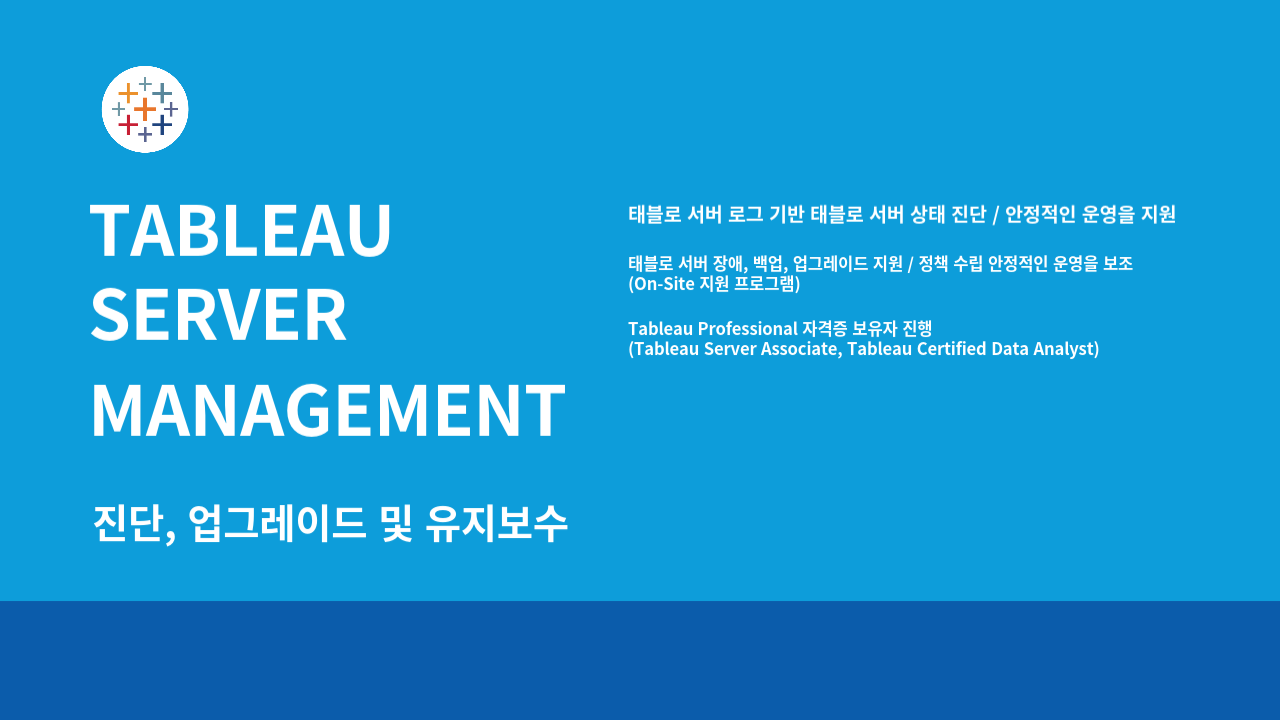 TABLEAU
SERVER
MANAGEMENT
진단, 업그레이드 및 유지보수
태블로 서버 로그 기반 태블로 서버 상태 진단 / 안정적인 운영을 지원
태블로 서버 장애, 백업, 업그레이드 지원 / 정책 수립 안정적인 운영을 보조
(On-Site 지원 프로그램)
Tableau Professional 자격증 보유자 진행
(Tableau Server Associate, Tableau Certified Data Analyst)